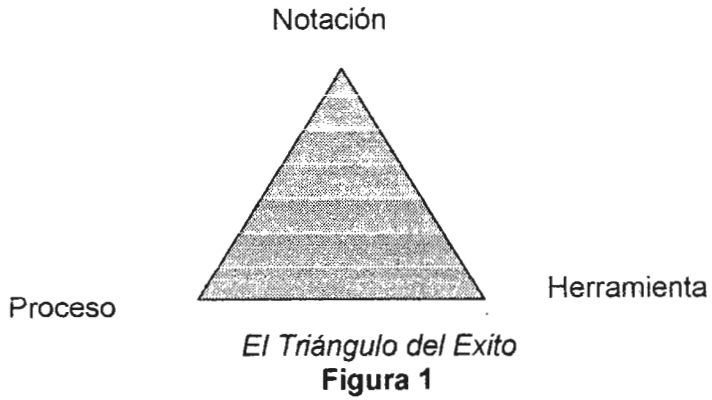 Notación
Proceso
Herramienta
El Triángulo del Exito
Figura 1